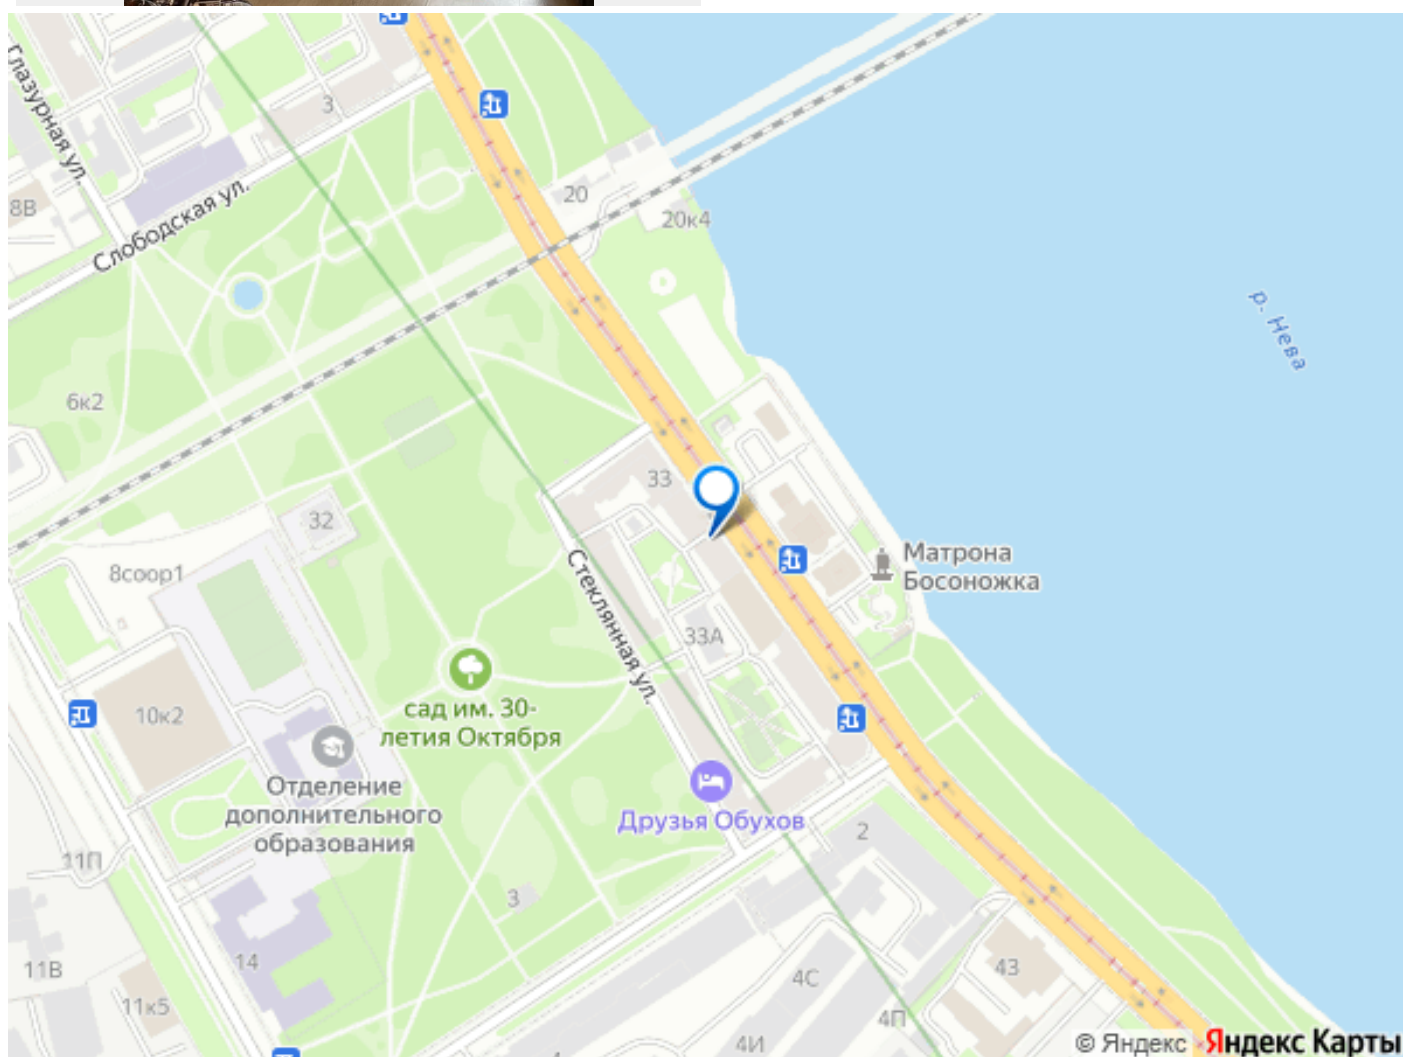 Глазурная ул.
3
8В
Слободская ул.
20
20к4
р. Нева
6к2
33
32
8соор1
Стеклянная ул.
Матрона
Босоножка
33А
10к2
сад им. 30-
летия Октября
Отделение
дополнительного
образования
Друзья Обухов
2
11П
3
14
11В
11к5
43
4С
4П
4И
© Яндекс Яндекс Карты